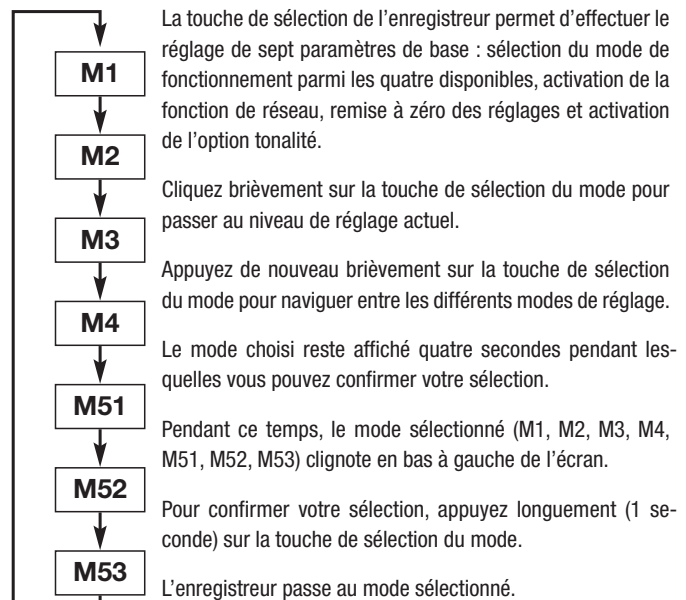 M1
M2
M3
M4
M51
M52
M53
La touche de sélection de l’enregistreur permet d’effectuer le
réglage de sept paramètres de base : sélection du mode de
fonctionnement parmi les quatre disponibles, activation de la
fonction de réseau, remise à zéro des réglages et activation
de l’option tonalité.
Cliquez brièvement sur la touche de sélection du mode pour
passer au niveau de réglage actuel.
Appuyez de nouveau brièvement sur la touche de sélection
du mode pour naviguer entre les différents modes de réglage.
Le mode choisi reste affiché quatre secondes pendant les-
quelles vous pouvez confirmer votre sélection.
Pendant ce temps, le mode sélectionné (M1, M2, M3, M4,
M51, M52, M53) clignote en bas à gauche de l’écran.
Pour confirmer votre sélection, appuyez longuement (1 se-
conde) sur la touche de sélection du mode.
L’enregistreur passe au mode sélectionné.